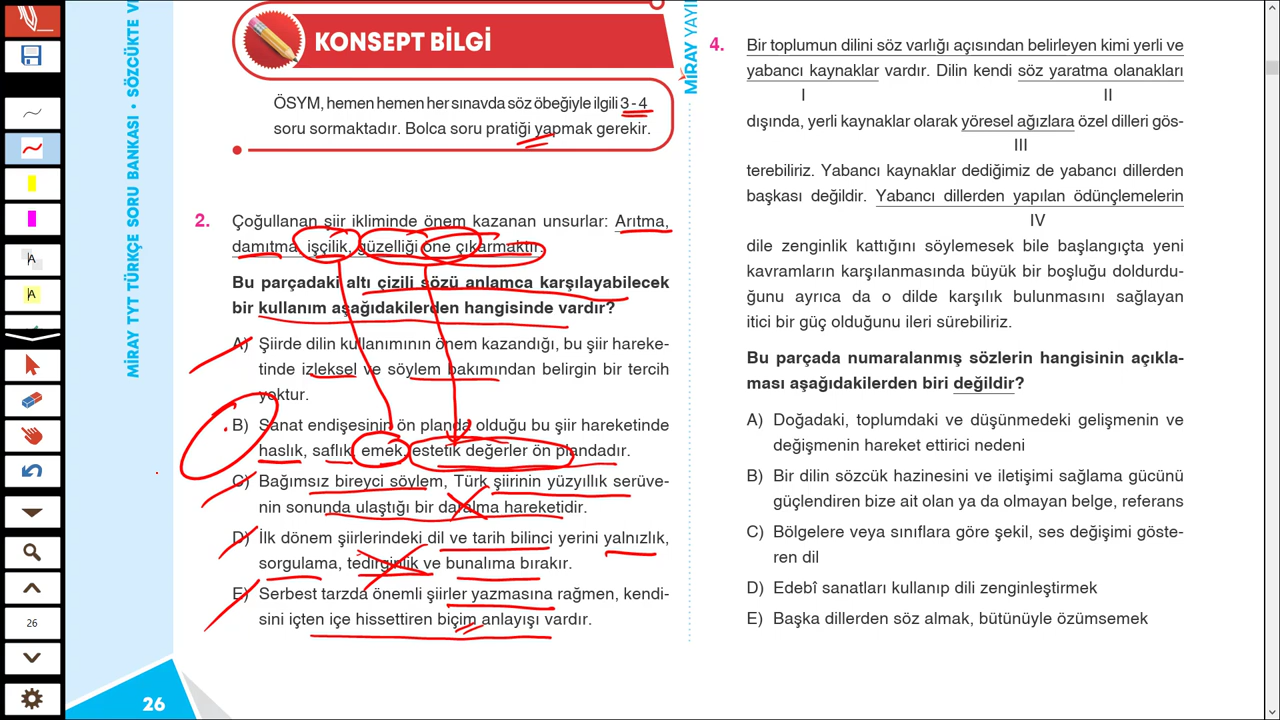 MİRAY TYT TÜRKÇE SORU BANKASI • SÖZCÜKTE VE
KONSEPT BİLGİ
ÖSYM, hemen hemen her sınavda söz öbeğiyle ilgili 3-4
soru sormaktadır. Bolca soru pratiği yapmak gerekir.
2. Çoğullanan şiir ikliminde önem kazanan unsurlar: Arıtma,
damıtma, işçilik, güzelliği öne çıkarmaktır.
Bu parçadaki altı çizili sözü anlamca karşılayabilecek
bir kullanım aşağıdakilerden hangisinde vardır?
A) Şiirde dilin kullanımının önem kazandığı, bu şiir hareke-
tinde izleksel ve söylem bakımından belirgin bir tercih
yoktur.
B) Sanat endişesinin ön planda olduğu bu şiir hareketinde
haslık, saflık, emek, estetik değerler ön plandadır.
C) Bağımsız bireyci söylem, Türk şiirinin yüzyıllık serüve-
nin sonunda ulaştığı bir daralma hareketidir.
D) İlk dönem şiirlerindeki dil ve tarih bilinci yerini yalnızlık,
sorgulama, tedirginlik ve bunalıma bırakır.
E) Serbest tarzda önemli şiirler yazmasına rağmen, kendi-
sini içten içe hissettiren biçim anlayışı vardır.
26
26
MİRAY YAYI
4. Bir toplumun dilini söz varlığı açısından belirleyen kimi yerli ve
yabancı kaynaklar vardır. Dilin kendi söz yaratma olanakları
I II
dışında, yerli kaynaklar olarak yöresel ağızlara özel dilleri gös-
III
terebiliriz. Yabancı kaynaklar dediğimiz de yabancı dillerden
başkası değildir. Yabancı dillerden yapılan ödünçlemelerin
IV
dile zenginlik kattığını söylemesek bile başlangıçta yeni
kavramların karşılanmasında büyük bir boşluğu doldurdu-
ğunu ayrıca da o dilde karşılık bulunmasını sağlayan
itici bir güç olduğunu ileri sürebiliriz.
Bu parçada numaralanmış sözlerin hangisinin açıkla-
ması aşağıdakilerden biri değildir?
A) Doğadaki, toplumdaki ve düşünmedeki gelişmenin ve
değişmenin hareket ettirici nedeni
B) Bir dilin sözcük hazinesini ve iletişimi sağlama gücünü
güçlendiren bize ait olan ya da olmayan belge, referans
C) Bölgelere veya sınıflara göre şekil, ses değişimi göste-
ren dil
D) Edebî sanatları kullanıp dili zenginleştirmek
E) Başka dillerden söz almak, bütünüyle özümsemek